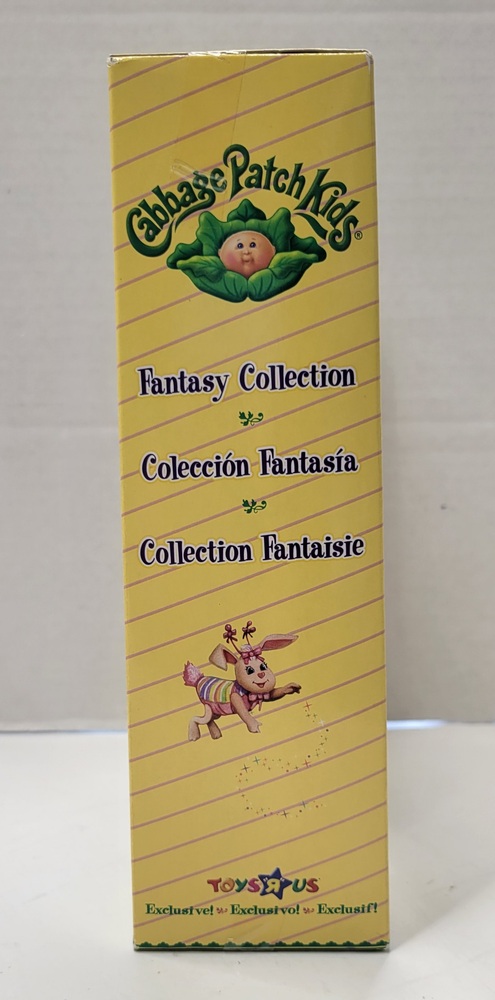 Cabbage Patch Kids®
Fantasy Collection
Colección Fantasía
Collection Fantaisie
TOYS "R" US
Exclusive! Exclusivo! Exclusif!